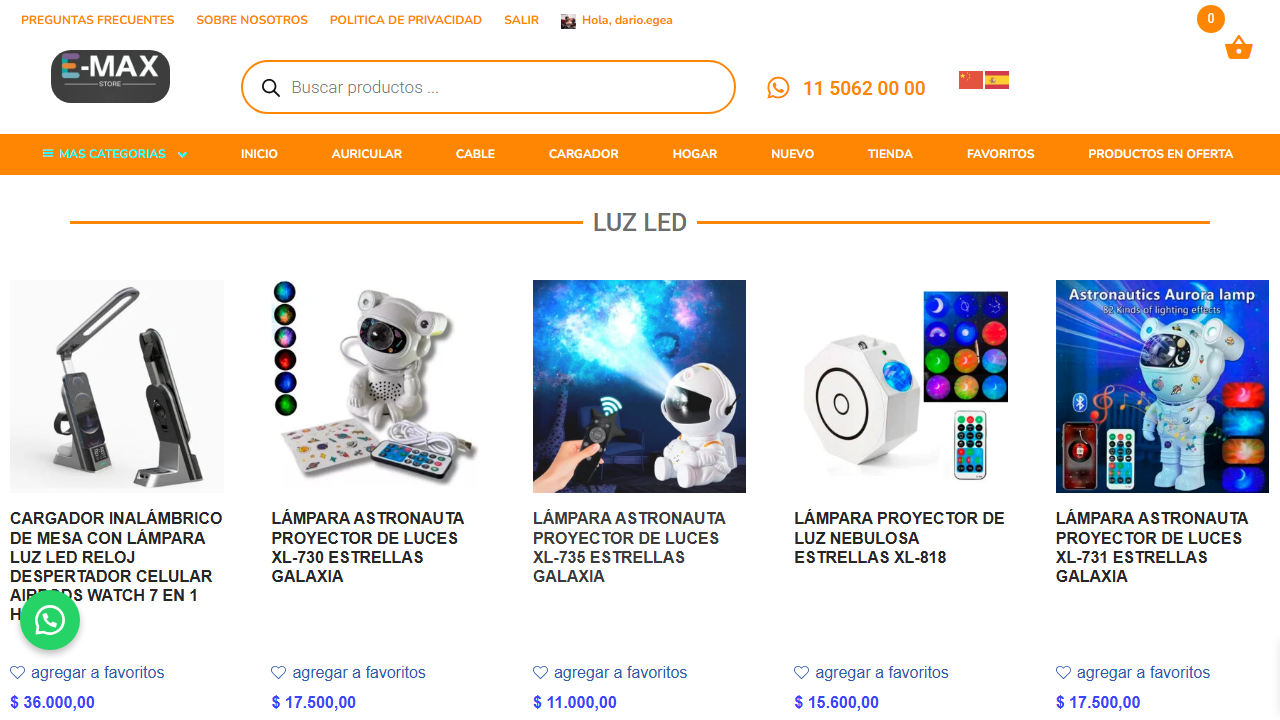 PREGUNTAS FRECUENTES SOBRE NOSOTROS POLITICA DE PRIVACIDAD SALIR Hola, dario.egea
0
E-MAX
STORE
Buscar productos ...
11 5062 00 00
MAS CATEGORIAS INICIO AURICULAR CABLE CARGADOR HOGAR NUEVO TIENDA FAVORITOS PRODUCTOS EN OFERTA
LUZ LED
Astronautics Aurora lamp
82 Kinds of lighting effects
CARGADOR INALÁMBRICO
DE MESA CON LÁMPARA
LUZ LED RELOJ
DESPERTADOR CELULAR
WATCH 7 EN 1
LÁMPARA ASTRONAUTA
PROYECTOR DE LUCES
XL-730 ESTRELLAS
GALAXIA
LÁMPARA ASTRONAUTA
PROYECTOR DE LUCES
XL-735 ESTRELLAS
GALAXIA
LÁMPARA PROYECTOR DE
LUZ NEBULOSA
ESTRELLAS XL-818
LÁMPARA ASTRONAUTA
PROYECTOR DE LUCES
XL-731 ESTRELLAS
GALAXIA
agregar a favoritos agregar a favoritos agregar a favoritos agregar a favoritos agregar a favoritos
$ 36.000,00 $ 17.500,00 $ 11.000,00 $ 15.600,00 $ 17.500,00